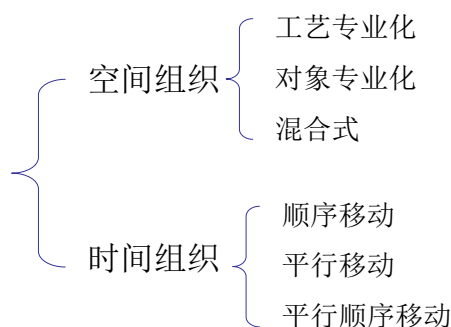 空间组织
工艺专业化
对象专业化
混合式
时间组织
顺序移动
平行移动
平行顺序移动